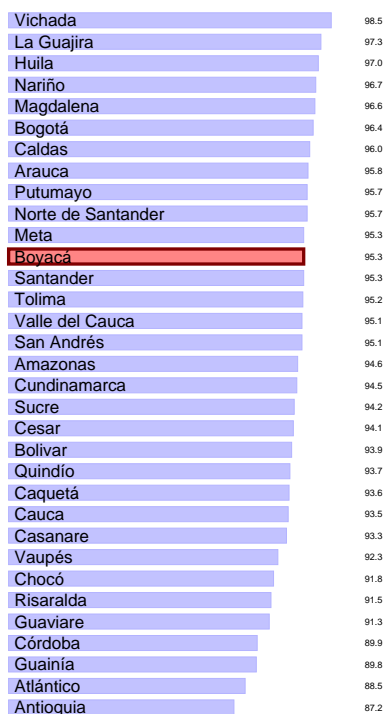 Vichada 98.5
La Guajira 97.3
Huila 97.0
Nariño 96.7
Magdalena 96.6
Bogotá 96.4
Caldas 96.0
Arauca 95.8
Putumayo 95.7
Norte de Santander 95.7
Meta 95.3
Boyacá 95.3
Santander 95.3
Tolima 95.2
Valle del Cauca 95.1
San Andrés 95.1
Amazonas 94.6
Cundinamarca 94.5
Sucre 94.2
Cesar 94.1
Bolivar 93.9
Quindío 93.7
Caquetá 93.6
Cauca 93.5
Casanare 93.3
Vaupés 92.3
Chocó 91.8
Risaralda 91.5
Guaviare 91.3
Córdoba 89.9
Guainía 89.8
Atlántico 88.5
Antioquia 87.2